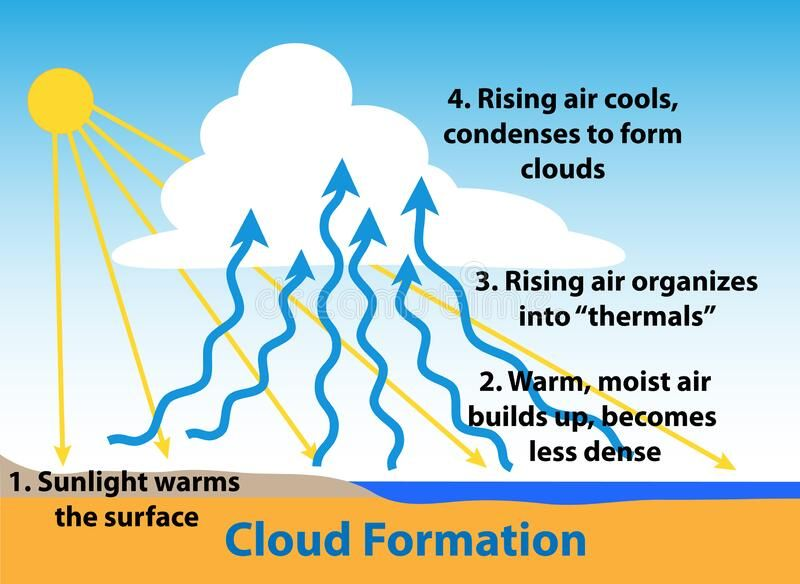 4. Rising air cools,
condenses to form
clouds
3. Rising air organizes
into “thermals”
2. Warm, moist air
builds up, becomes
less dense
1. Sunlight warms
the surface
Cloud Formation
dreamstime